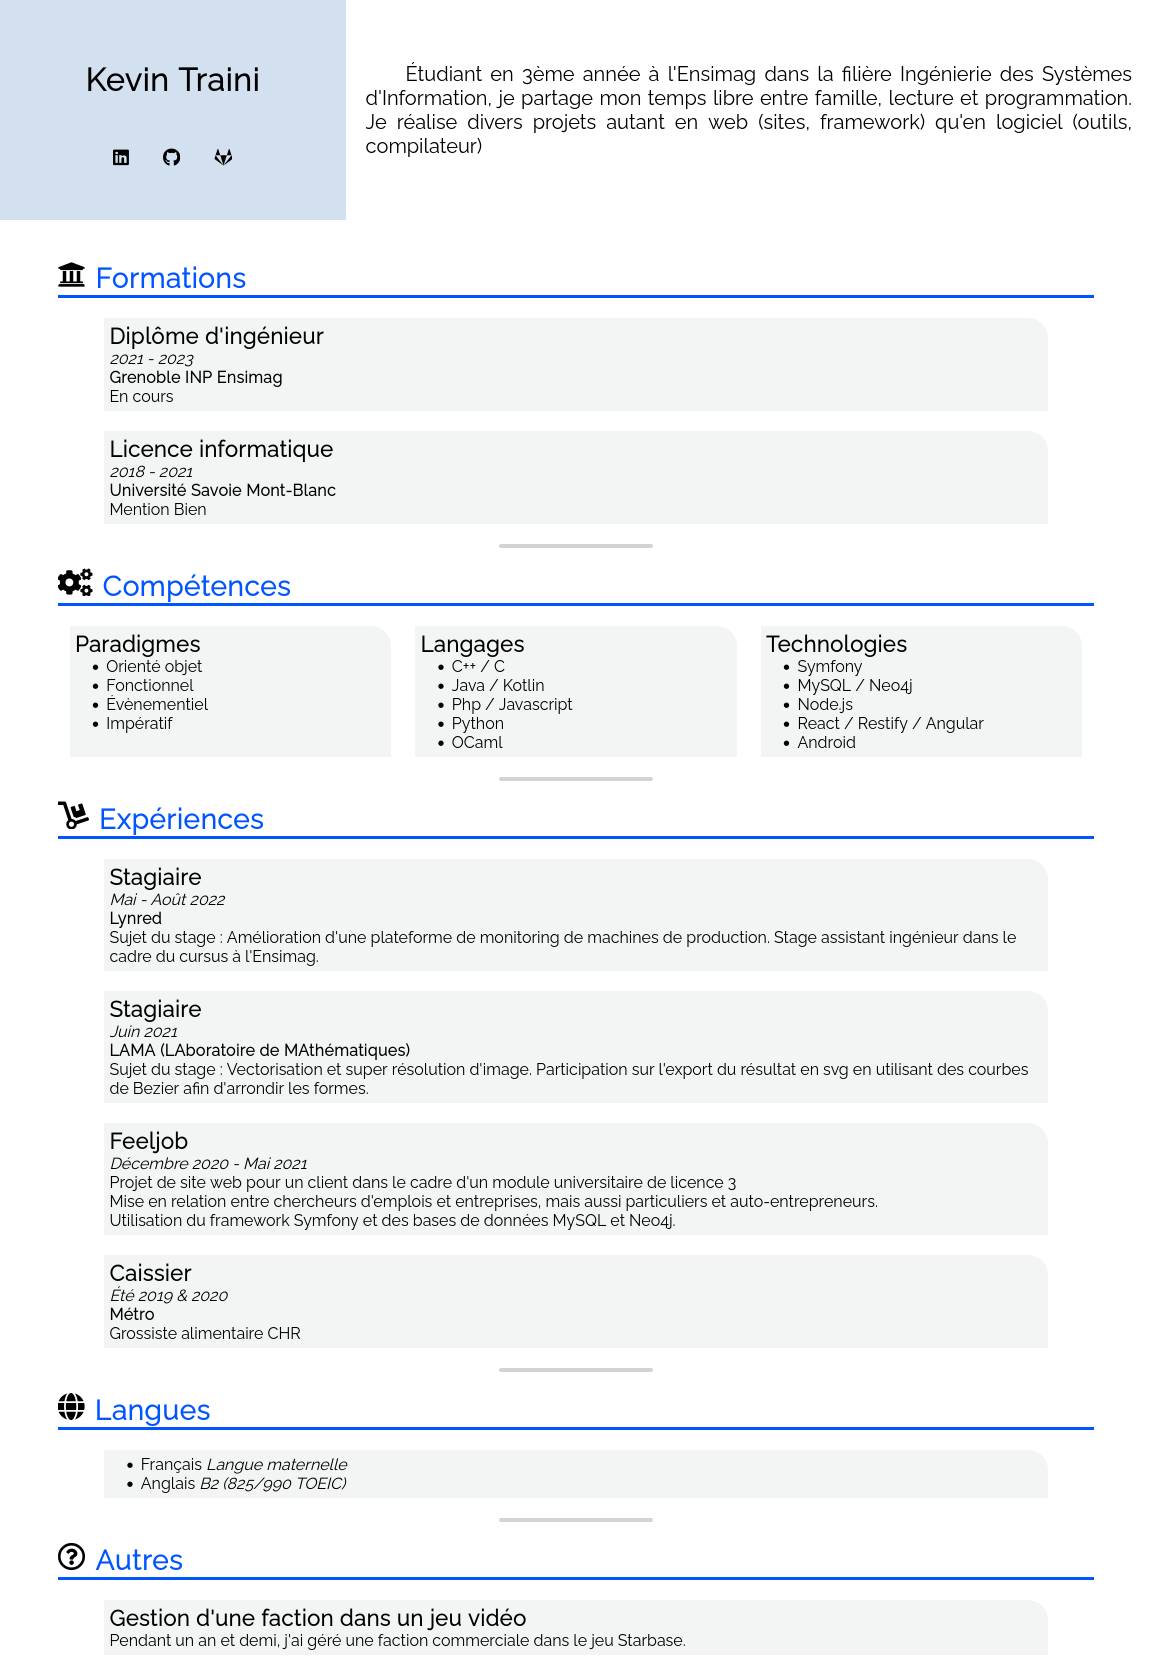 Kevin Traini
Étudiant en 3ème année à l'Ensimag dans la filière Ingénierie des Systèmes
d'Information, je partage mon temps libre entre famille, lecture et programmation.
Je réalise divers projets autant en web (sites, framework) qu'en logiciel (outils,
compilateur)
Formations
Diplôme d'ingénieur
2021 - 2023
Grenoble INP Ensimag
En cours
Licence informatique
2018 - 2021
Université Savoie Mont-Blanc
Mention Bien
Compétences
Paradigmes
• Orienté objet
• Fonctionnel
• Évènementiel
• Impératif
Langages
• C++ / C
• Java / Kotlin
• Php / Javascript
• Python
• OCaml
Technologies
• Symfony
• MySQL / Neo4j
• Node.js
• React / Restify / Angular
• Android
Expériences
Stagiaire
Mai - Août 2022
Lynred
Sujet du stage : Amélioration d'une plateforme de monitoring de machines de production. Stage assistant ingénieur dans le
cadre du cursus à l'Ensimag.
Stagiaire
Juin 2021
LAMA (LAboratoire de MAthématiques)
Sujet du stage : Vectorisation et super résolution d'image. Participation sur l'export du résultat en svg en utilisant des courbes
de Bezier afin d'arrondir les formes.
Feeljob
Décembre 2020 - Mai 2021
Projet de site web pour un client dans le cadre d'un module universitaire de licence 3
Mise en relation entre chercheurs d'emplois et entreprises, mais aussi particuliers et auto-entrepreneurs.
Utilisation du framework Symfony et des bases de données MySQL et Neo4j.
Caissier
Été 2019 & 2020
Métro
Grossiste alimentaire CHR
Langues
• Français Langue maternelle
• Anglais B2 (825/990 TOEIC)
Autres
Gestion d'une faction dans un jeu vidéo
Pendant un an et demi, j'ai géré une faction commerciale dans le jeu Starbase.